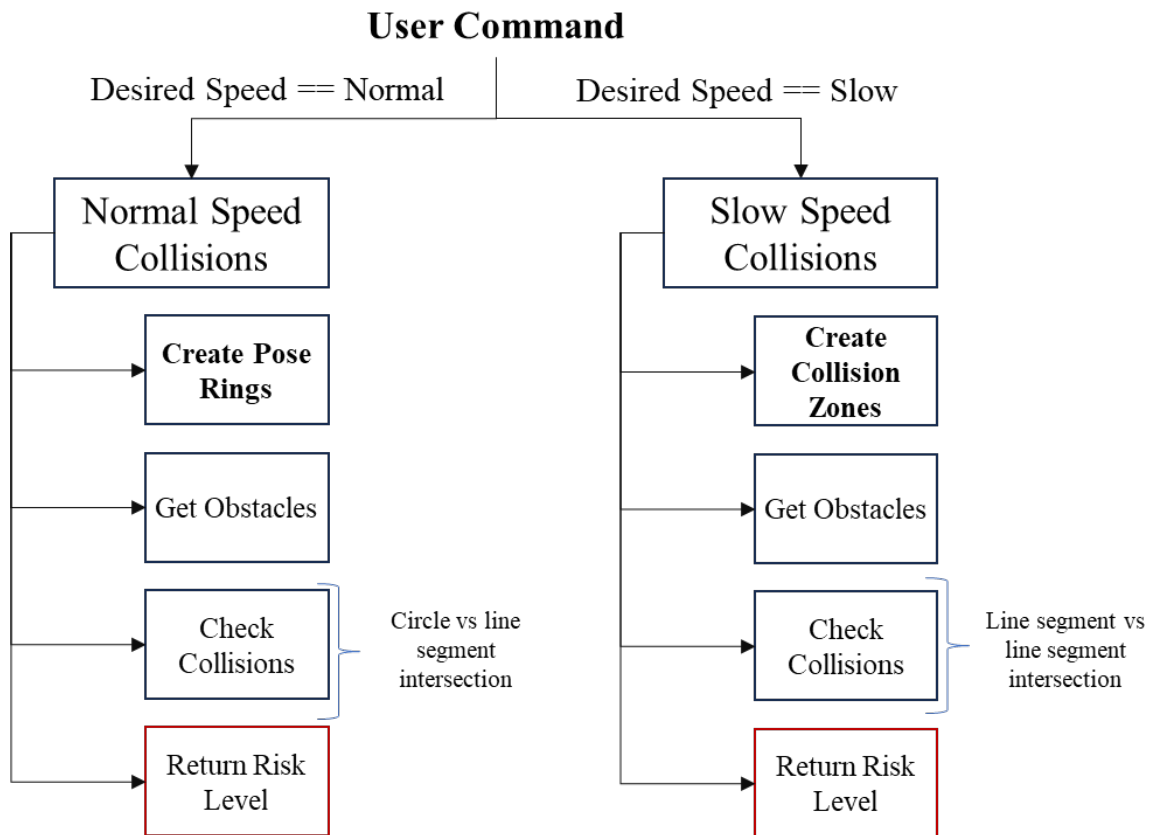 User Command
Desired Speed == Normal
Desired Speed == Slow
Normal Speed
Collisions
Create Pose
Rings
Get Obstacles
Check
Collisions
Circle vs line
segment
intersection
Return Risk
Level
Slow Speed
Collisions
Create
Collision
Zones
Get Obstacles
Check
Collisions
Line segment vs
line segment
intersection
Return Risk
Level